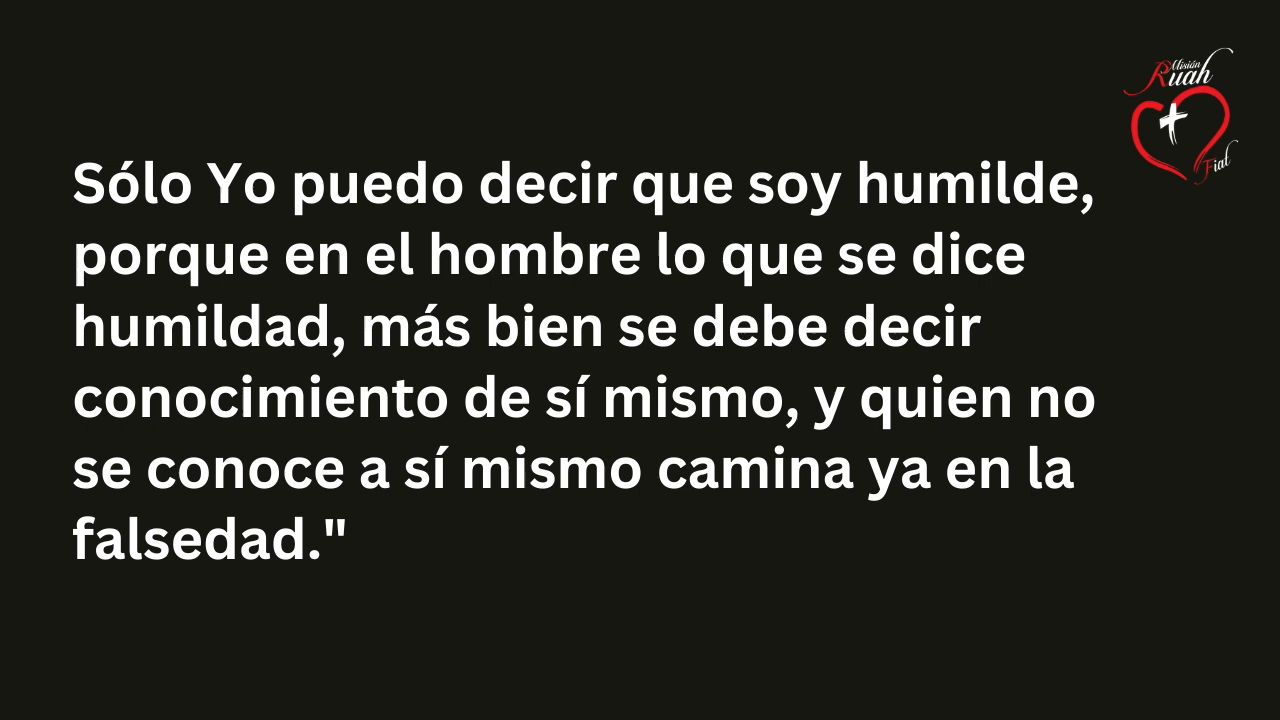 Misión
Ruah
Fiat
Sólo Yo puedo decir que soy humilde,
porque en el hombre lo que se dice
humildad, más bien se debe decir
conocimiento de sí mismo, y quien no
se conoce a sí mismo camina ya en la
falsedad."